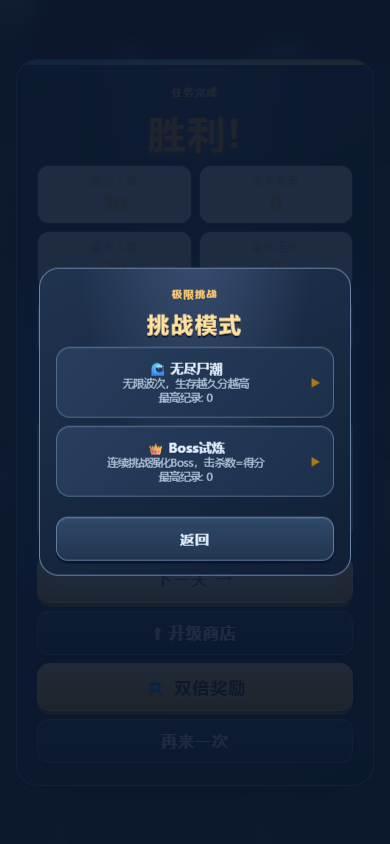 任务完成
胜利!
极限挑战
挑战模式
🌊 无尽尸潮
无限波次，生存越久分越高
最高纪录: 0
👑 Boss试炼
连续挑战强化Boss，击杀数=得分
最高纪录: 0
返回
下一关 →
⬆ 升级商店
双倍奖励
再来一次